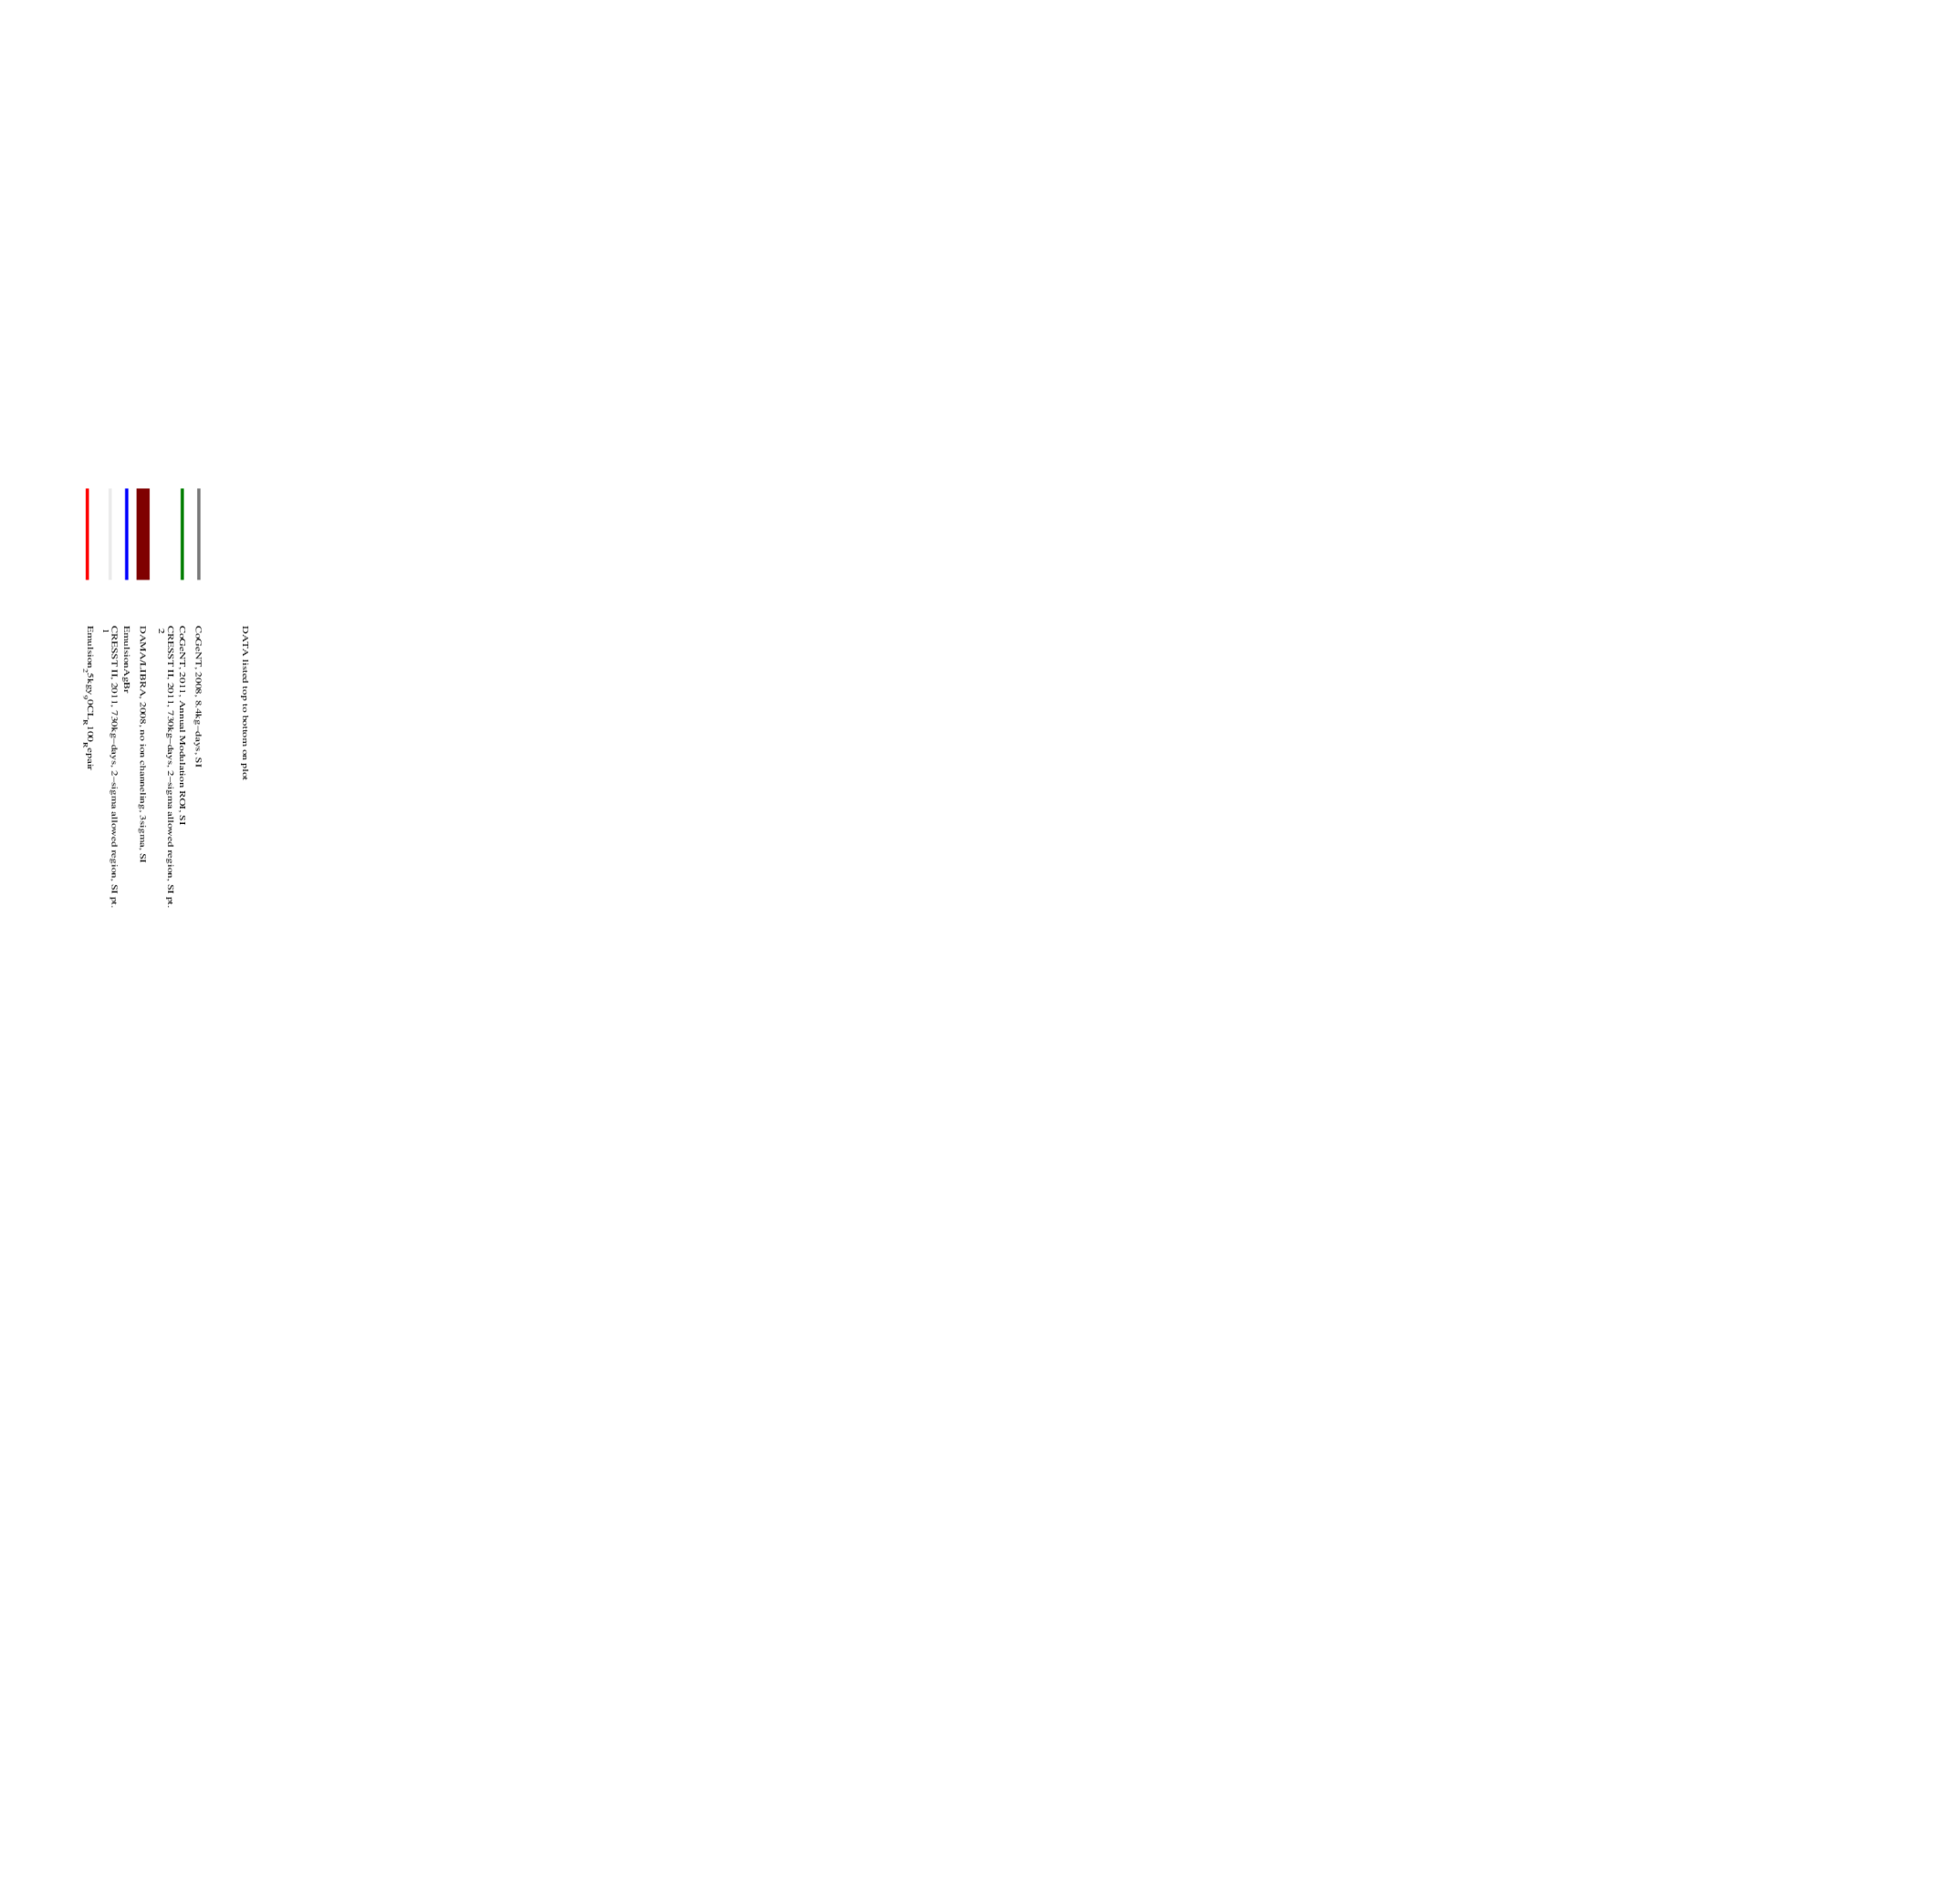 DATA listed top to bottom on plot
CoGeNT, 2008, 8.4kg-days, SI
CoGeNT, 2011, Annual Modulation ROI, SI
CRESST II, 2011, 730kg-days, 2-sigma allowed region, SI pt.
2
DAMA/LIBRA, 2008, no ion channeling, 3sigma, SI
EmulsionAgBr
CRESST II, 2011, 730kg-days, 2-sigma allowed region, SI pt.
1
Emulsion25kgy90CLR100Repair